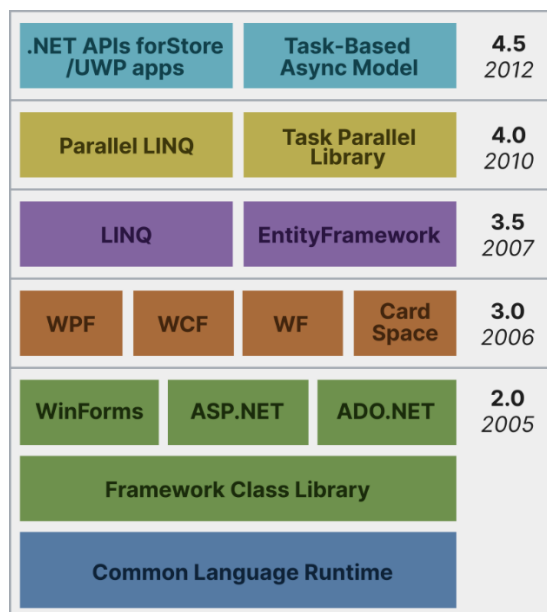 .NET APIs forStore
/UWP apps
Task-Based
Async Model
4.5
2012
Parallel LINQ
Task Parallel
Library
4.0
2010
LINQ
EntityFramework
3.5
2007
WPF
WCF
WF
Card
Space
3.0
2006
WinForms
ASP.NET
ADO.NET
2.0
2005
Framework Class Library
Common Language Runtime